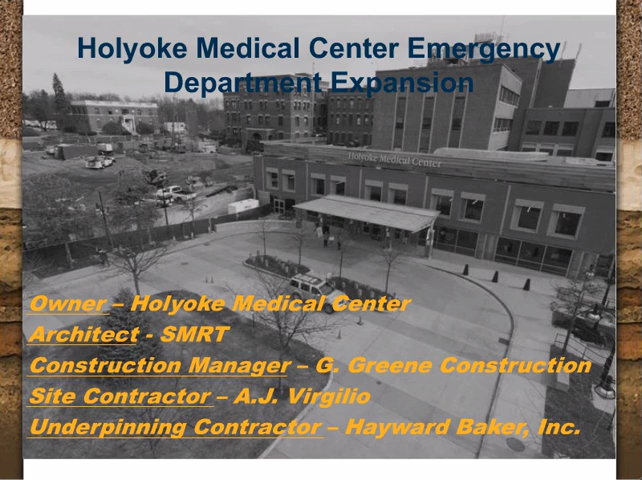 Holyoke Medical Center Emergency
Department Expansion
Holyoke Medical Center
Owner – Holyoke Medical Center
Architect - SMRT
Construction Manager – G. Greene Construction
Site Contractor – A.J. Virgilio
Underpinning Contractor – Hayward Baker, Inc.